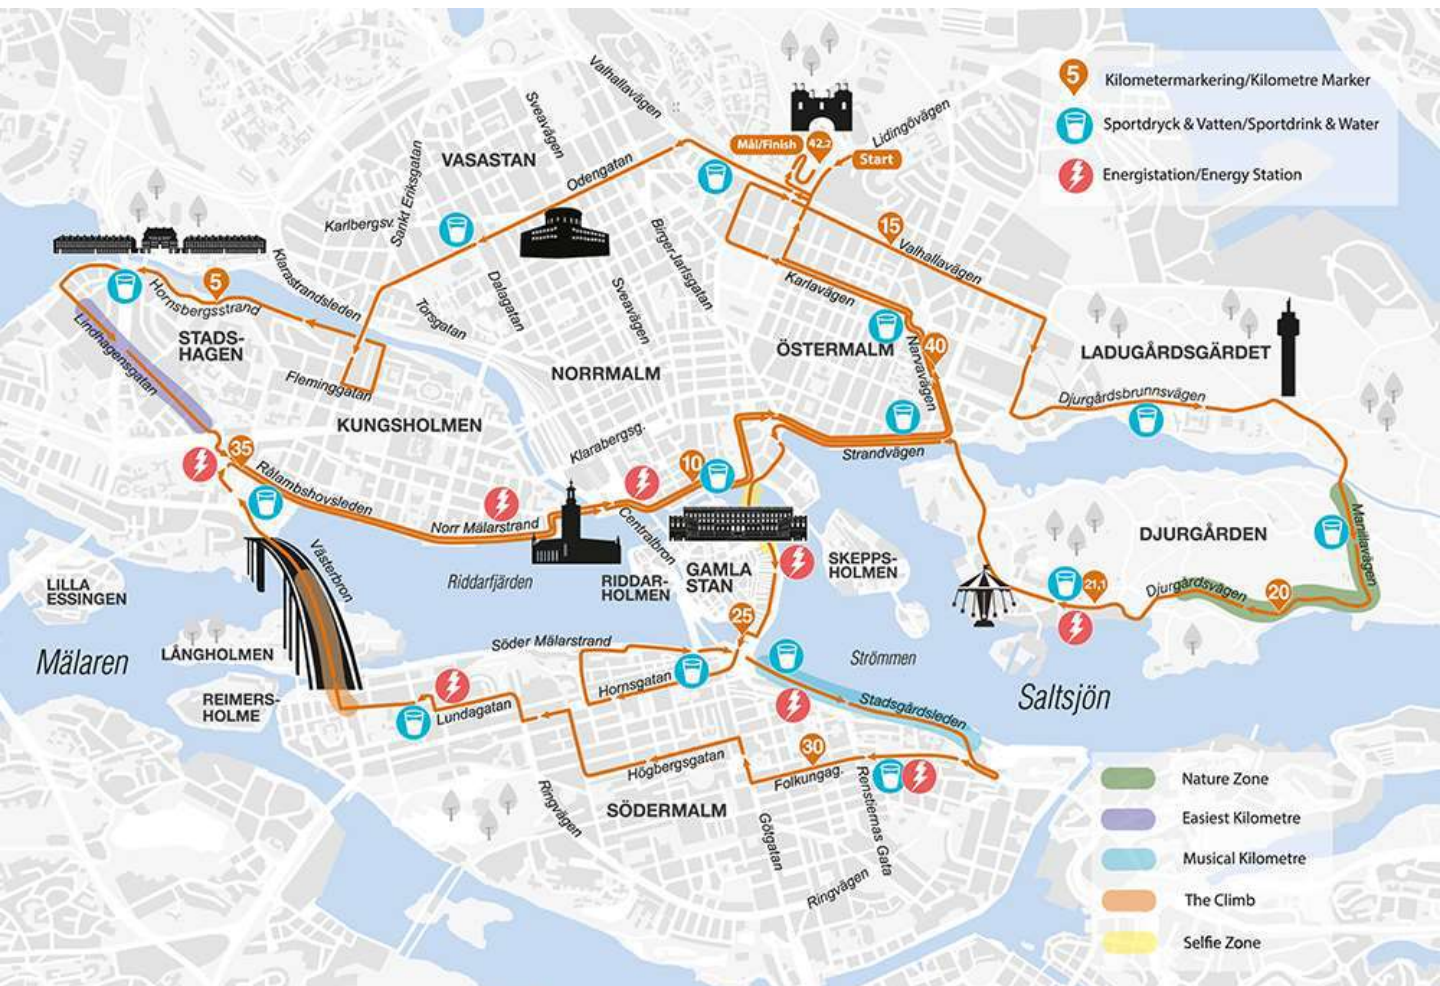 5
Kilometermarkering/Kilometre Marker
Sportdryck & Vatten/Sportdrink & Water
Energistation/Energy Station
Valhallavägen
Sveavägen
Lidingövägen
Mål/Finish
42.2
Start
VASASTAN
Odengatan
Sankt Eriksgatan
Karlbergsv.
Birger Jarlsgatan
15
Valhallavägen
Klarastrandsleden
5
Hornsbergsstrand
Torsgatan
Dalagatan
Sveavägen
Karlavägen
STADS-
HAGEN
Lindhagensgatan
Fleminggatan
NORRMALM
ÖSTERMALM
40
Narvavägen
LADUGÅRDSGÄRDET
Djurgårdsbrunnsvägen
KUNGSHOLMEN
Klarabergsg.
Strandvägen
35
Rålambshovsleden
10
Norr Mälarstrand
Centralbron
DJURGÅRDEN
Manillavägen
Västerbron
Riddarfjärden
RIDDAR-
HOLMEN
GAMLA
STAN
SKEPPS-
HOLMEN
LILLA
ESSINGEN
21,1
Djurgårdsvägen
20
25
LÅNGHOLMEN
Mälaren
Söder Mälarstrand
Strömmen
Saltsjön
REIMERS-
HOLME
Hornsgatan
Lundagatan
Stadsgårdsleden
30
Högbergsgatan
Folkungag.
Renstiernas Gata
Ringvägen
SÖDERMALM
Götgatan
Ringvägen
Nature Zone
Easiest Kilometre
Musical Kilometre
The Climb
Selfie Zone